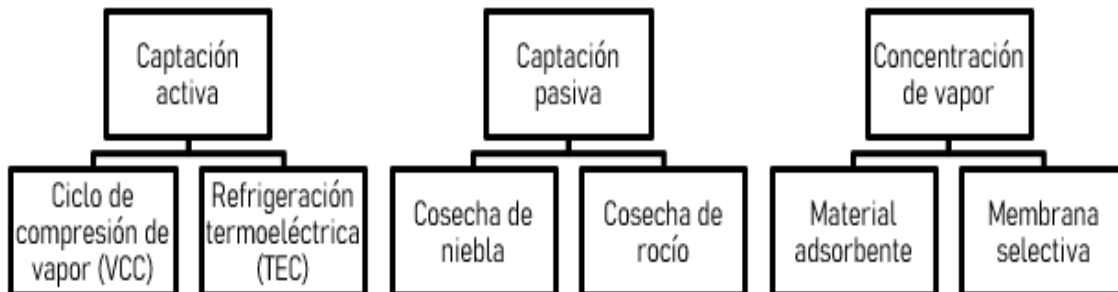 Captación
activa
Captación
pasiva
Concentración
de vapor
Ciclo de
compresión de
vapor (VCC)
Refrigeración
termoeléctrica
(TEC)
Cosecha de
niebla
Cosecha de
rocío
Material
adsorbente
Membrana
selectiva